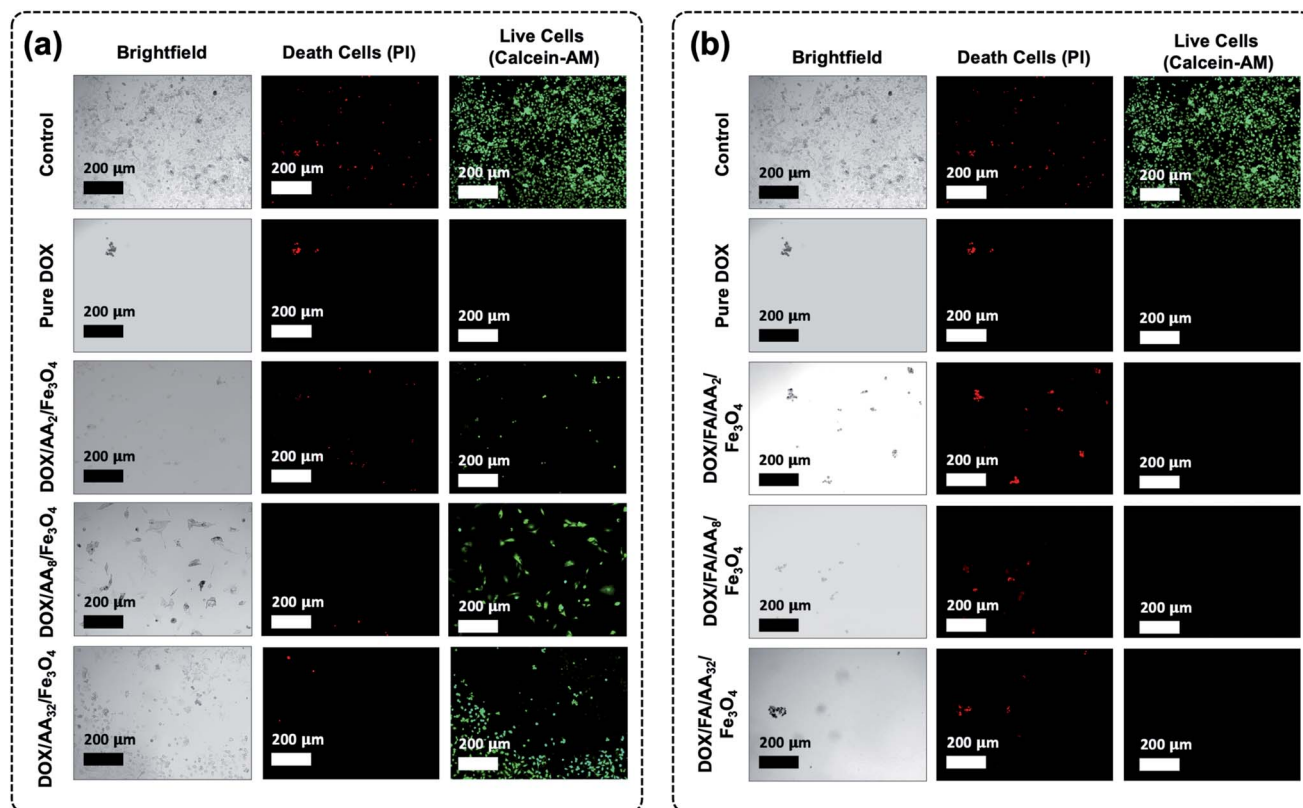 (a)
Brightfield
Death Cells (PI)
Live Cells
(Calcein-AM)
Control
200 µm
200 µm
200 µm
Pure DOX
200 µm
200 µm
200 µm
DOX/AA₂/Fe₃O₄
200 µm
200 µm
200 µm
DOX/AA₈/Fe₃O₄
200 µm
200 µm
200 µm
DOX/AA₃₂/Fe₃O₄
200 µm
200 µm
200 µm
(b)
Brightfield
Death Cells (PI)
Live Cells
(Calcein-AM)
Control
200 µm
200 µm
200 µm
Pure DOX
200 µm
200 µm
200 µm
DOX/FA/AA₂/
Fe₃O₄
200 µm
200 µm
200 µm
DOX/FA/AA₈/
Fe₃O₄
200 µm
200 µm
200 µm
DOX/FA/AA₃₂/
Fe₃O₄
200 µm
200 µm
200 µm